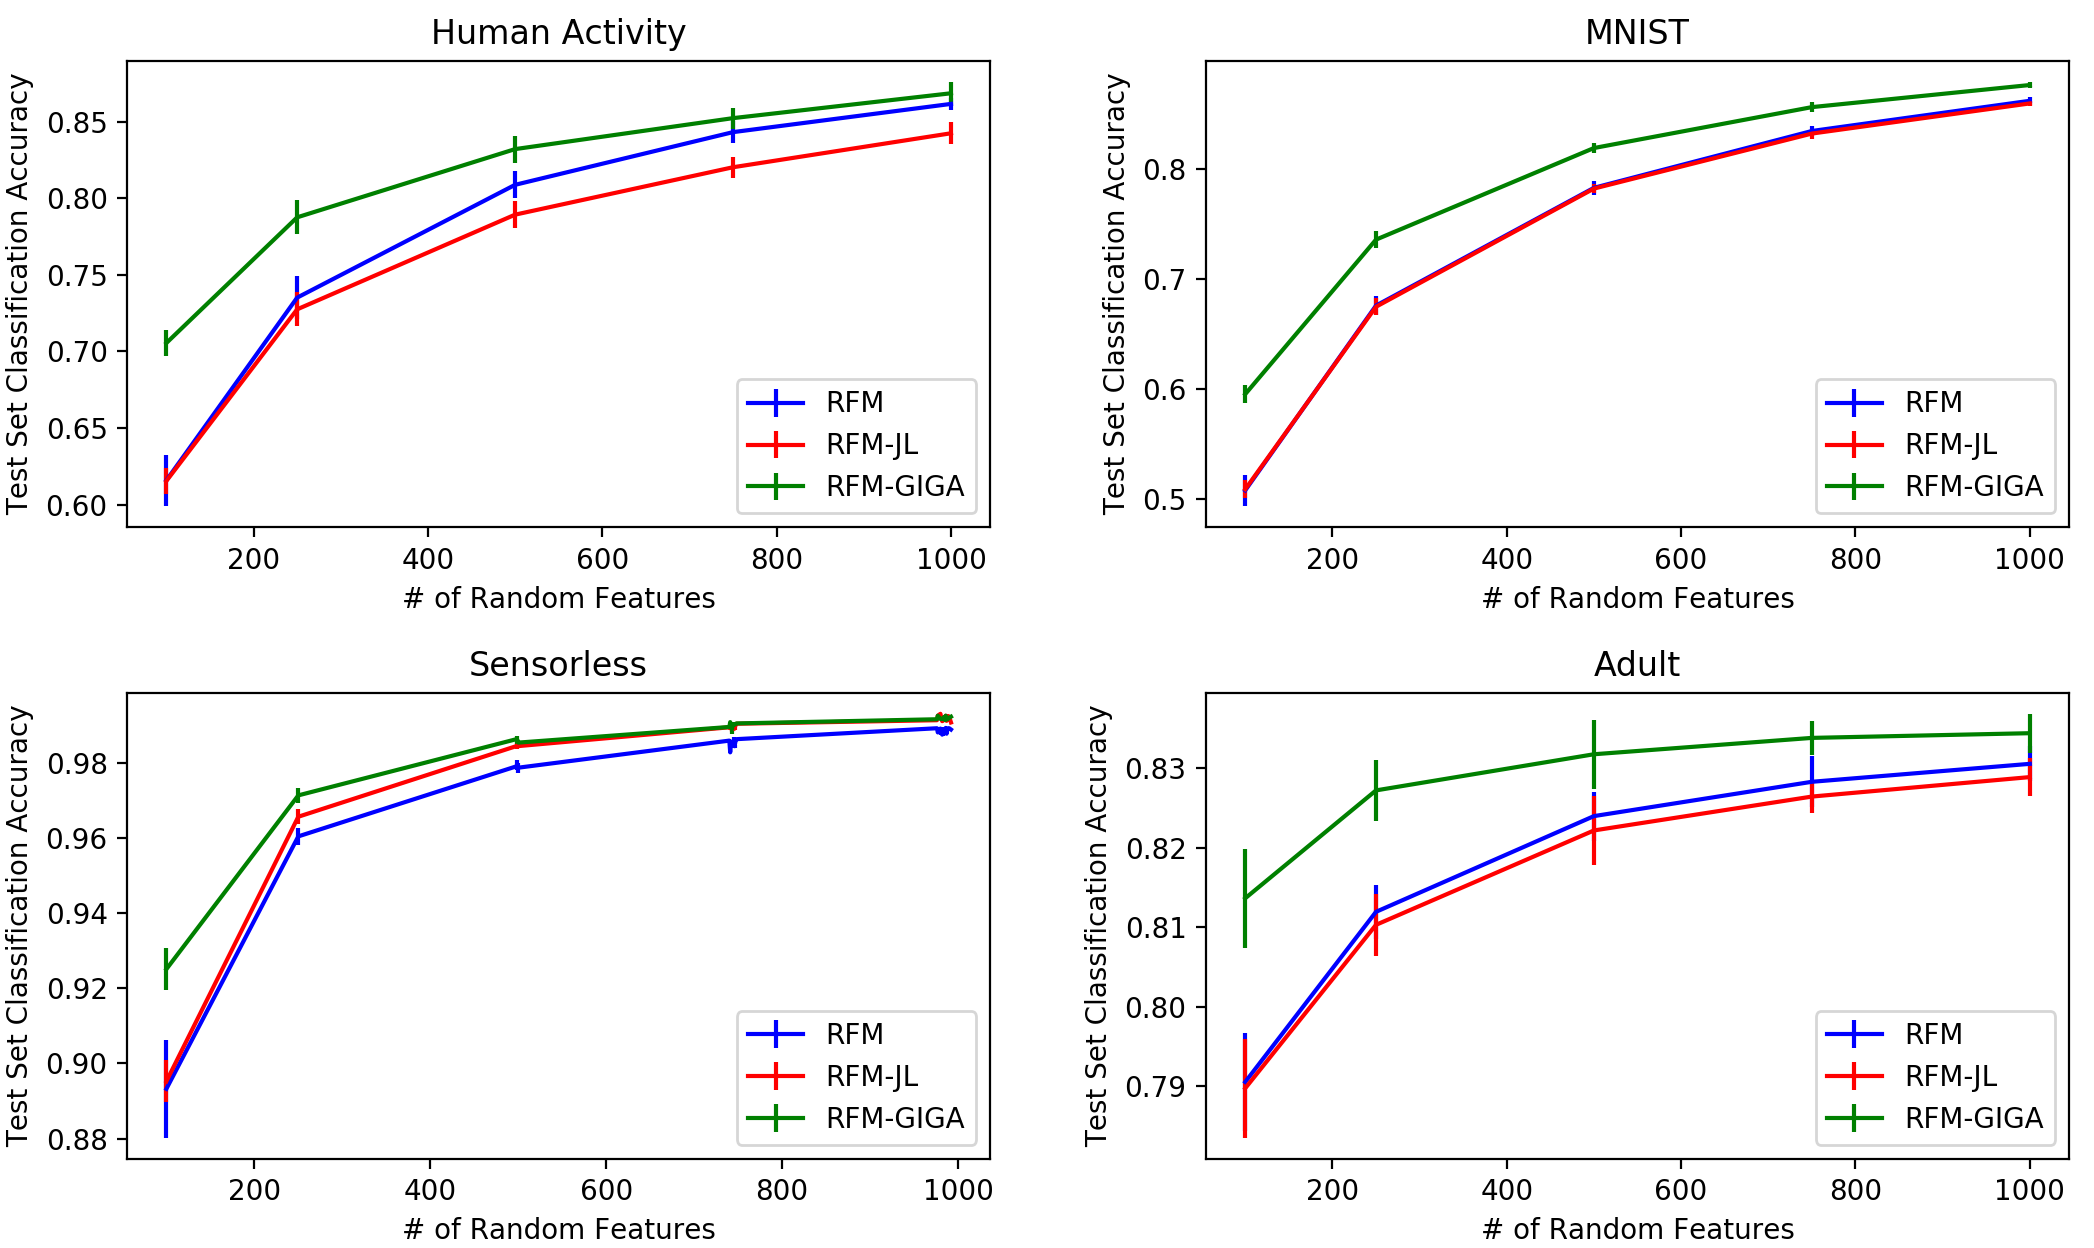 Human Activity
Test Set Classification Accuracy
0.85
0.80
0.75
0.70
0.65
0.60
RFM
RFM-JL
RFM-GIGA
200 400 600 800 1000
# of Random Features
MNIST
Test Set Classification Accuracy
0.8
0.7
0.6
0.5
RFM
RFM-JL
RFM-GIGA
200 400 600 800 1000
# of Random Features
Sensorless
Test Set Classification Accuracy
0.98
0.96
0.94
0.92
0.90
0.88
RFM
RFM-JL
RFM-GIGA
200 400 600 800 1000
# of Random Features
Adult
Test Set Classification Accuracy
0.83
0.82
0.81
0.80
0.79
RFM
RFM-JL
RFM-GIGA
200 400 600 800 1000
# of Random Features